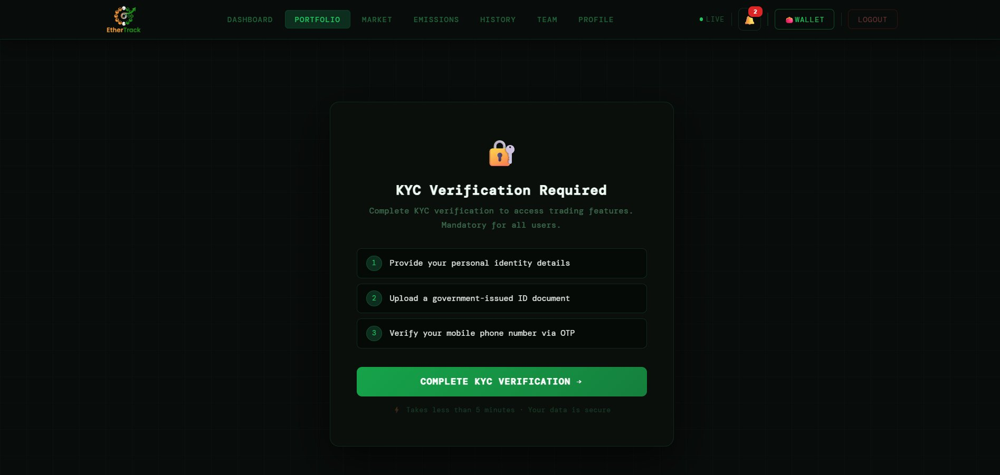 EtherTrack
DASHBOARD
PORTFOLIO
MARKET
EMISSIONS
HISTORY
TEAM
PROFILE
LIVE
2
WALLET
LOGOUT
KYC Verification Required
Complete KYC verification to access trading features.
Mandatory for all users.
1 Provide your personal identity details
2 Upload a government-issued ID document
3 Verify your mobile phone number via OTP
COMPLETE KYC VERIFICATION →
Takes less than 5 minutes · Your data is secure